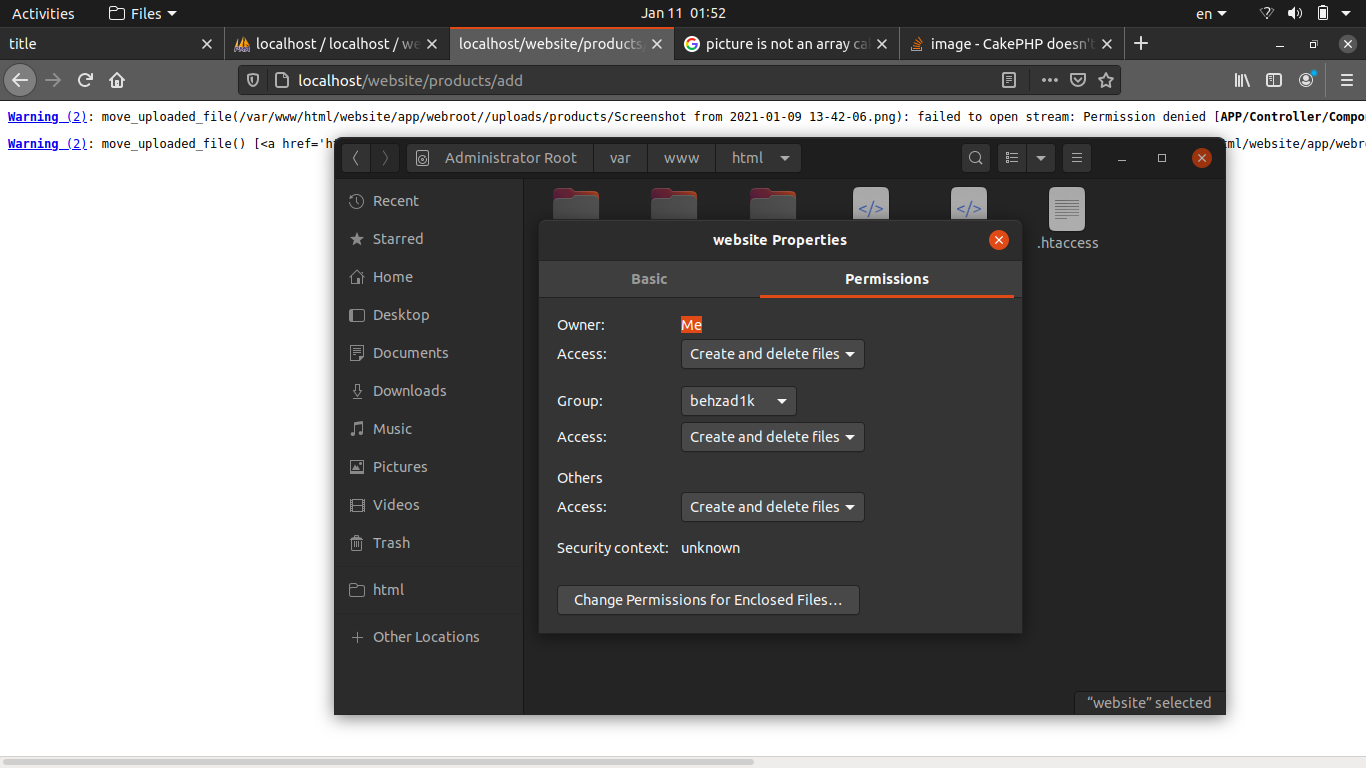 Activities Files Jan 11 01:52 en
title localhost / localhost / we localhost/website/products picture is not an array ca image - CakePHP doesn't
localhost/website/products/add
Warning (2): move_uploaded_file(/var/www/html/website/app/webroot//uploads/products/Screenshot from 2021-01-09 13-42-06.png): failed to open stream: Permission denied [APP/Controller/Compo
Warning (2): move_uploaded_file() [<a href='h ml/website/app/webro
Administrator Root var www html
Recent
Starred
Home
Desktop
Documents
Downloads
Music
Pictures
Videos
Trash
html
Other Locations
</> </>
.htaccess
website Properties
Basic Permissions
Owner: Me
Access: Create and delete files
Group: behzad1k
Access: Create and delete files
Others
Access: Create and delete files
Security context: unknown
Change Permissions for Enclosed Files…
“website” selected